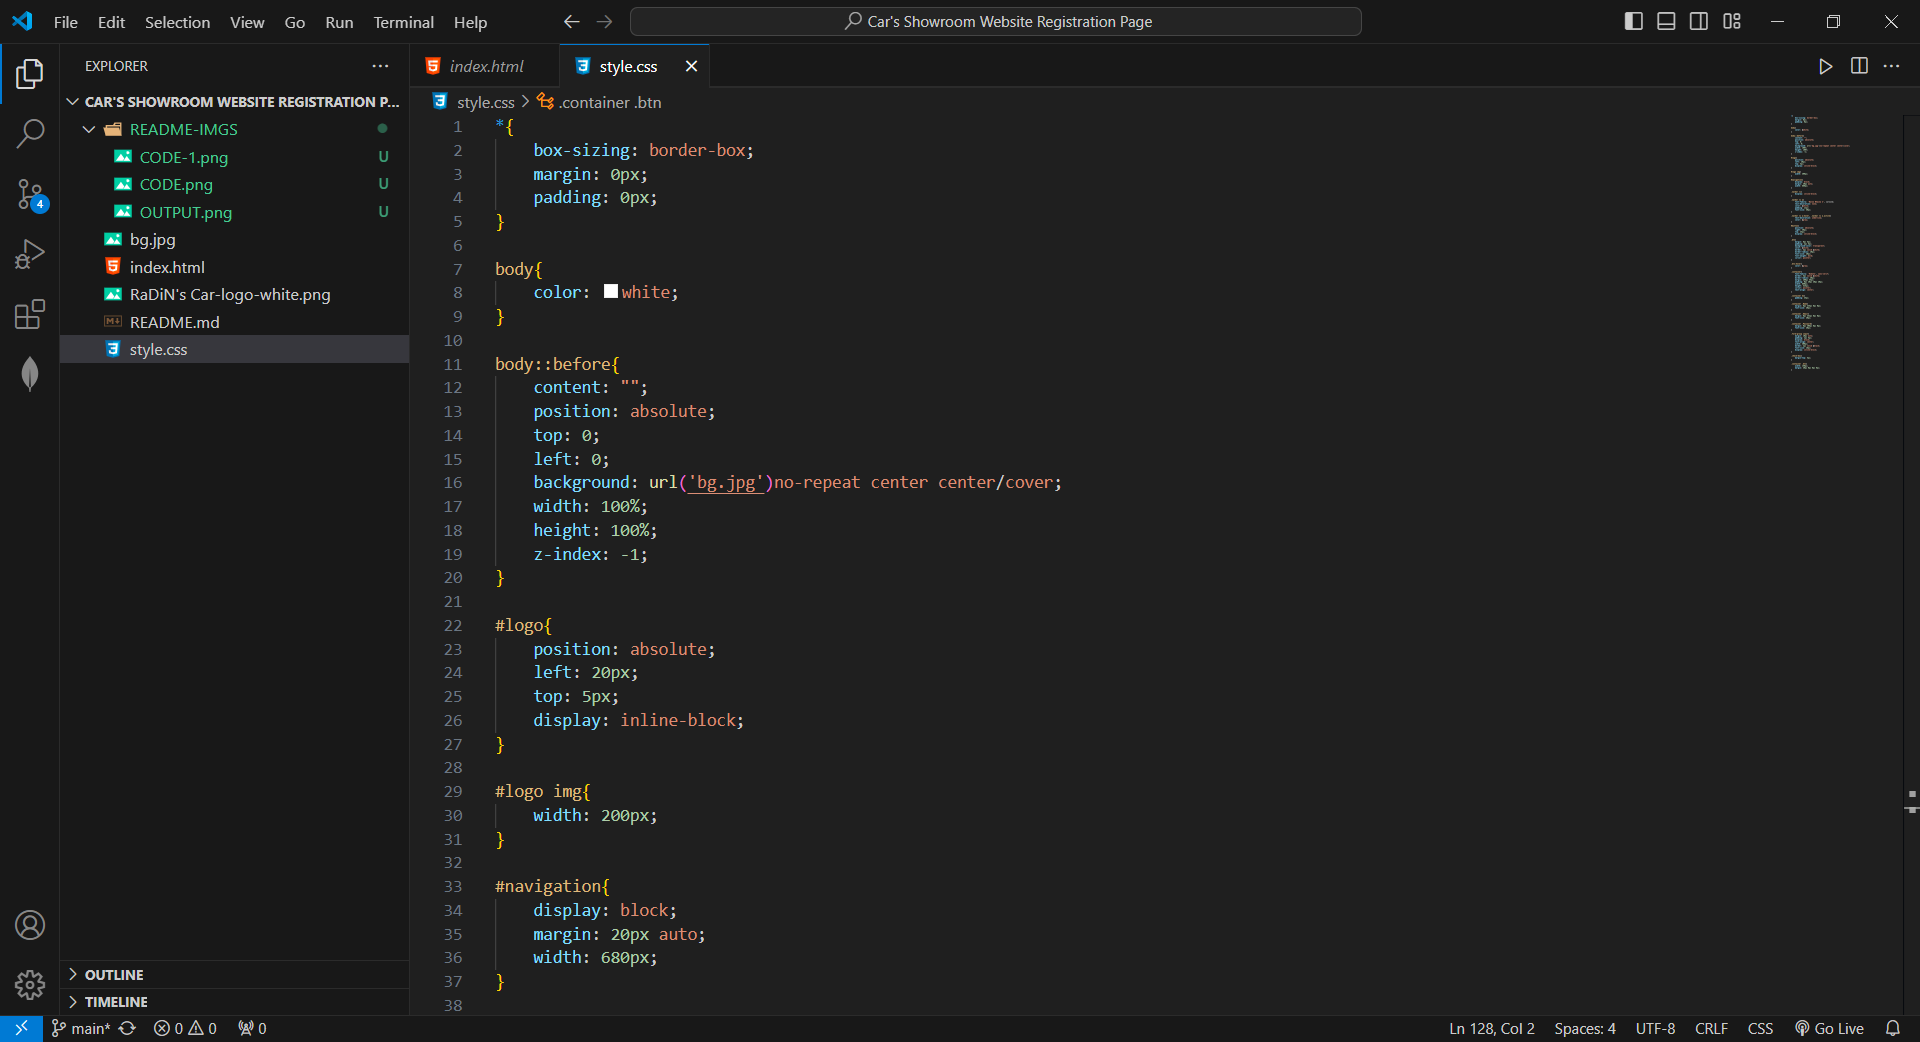 File Edit Selection View Go Run Terminal Help
Car's Showroom Website Registration Page
EXPLORER
CAR'S SHOWROOM WEBSITE REGISTRATION P...
README-IMGS
CODE-1.png U
CODE.png U
OUTPUT.png U
bg.jpg
index.html
RaDiN's Car-logo-white.png
README.md
style.css
OUTLINE
TIMELINE
4
index.html style.css
style.css > .container .btn
1 *{
2 box-sizing: border-box;
3 margin: 0px;
4 padding: 0px;
5 }
6
7 body{
8 color: white;
9 }
10
11 body::before{
12 content: "";
13 position: absolute;
14 top: 0;
15 left: 0;
16 background: url('bg.jpg')no-repeat center center/cover;
17 width: 100%;
18 height: 100%;
19 z-index: -1;
20 }
21
22 #logo{
23 position: absolute;
24 left: 20px;
25 top: 5px;
26 display: inline-block;
27 }
28
29 #logo img{
30 width: 200px;
31 }
32
33 #navigation{
34 display: block;
35 margin: 20px auto;
36 width: 680px;
37 }
38
main* 0 0 0
Ln 128, Col 2 Spaces: 4 UTF-8 CRLF CSS Go Live